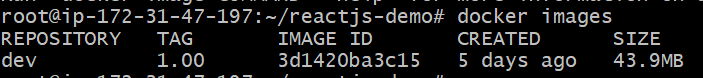 root@ip-172-31-47-197:~/reactjs-demo# docker images
REPOSITORY TAG IMAGE ID CREATED SIZE
dev 1.00 3d1420ba3c15 5 days ago 43.9MB